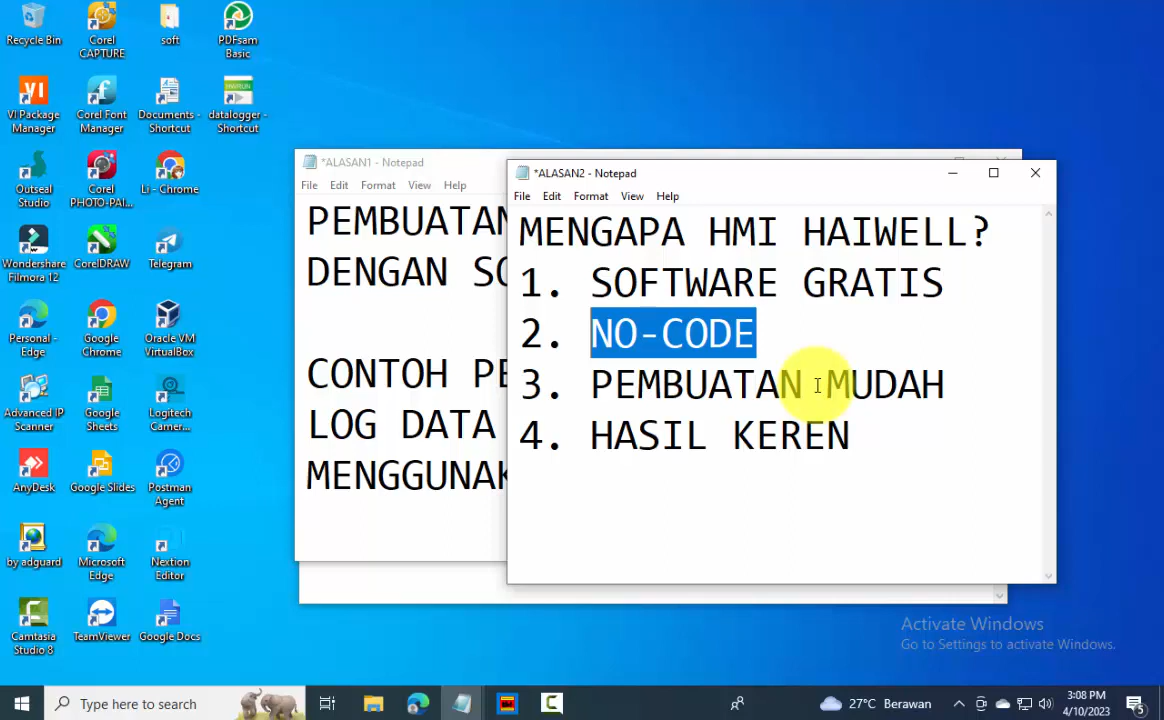 Recycle Bin
Corel CAPTURE
soft
PDFsam Basic
VI Package Manager
Corel Font Manager
Documents - Shortcut
datalogger - Shortcut
Outseal Studio
Corel PHOTO-PAI...
Li - Chrome
Wondershare Filmora 12
CorelDRAW
Telegram
Personal - Edge
Google Chrome
Oracle VM VirtualBox
Advanced IP Scanner
Google Sheets
Logitech Camer...
AnyDesk
Google Slides
Postman Agent
by adguard
Microsoft Edge
Nextion Editor
Camtasia Studio 8
TeamViewer
Google Docs
*ALASAN1 - Notepad
File Edit Format View Help
PEMBUATAN
DENGAN
CONTOH
LOG DATA
*ALASAN2 - Notepad
File Edit Format View Help
MENGAPA HMI HAIWELL?
1. SOFTWARE GRATIS
2. NO-CODE
3. PEMBUATAN MUDAH
4. HASIL KEREN
Activate Windows
Go to Settings to activate Windows.
Type here to search
27°C Berawan
3:08 PM
4/10/2023
5